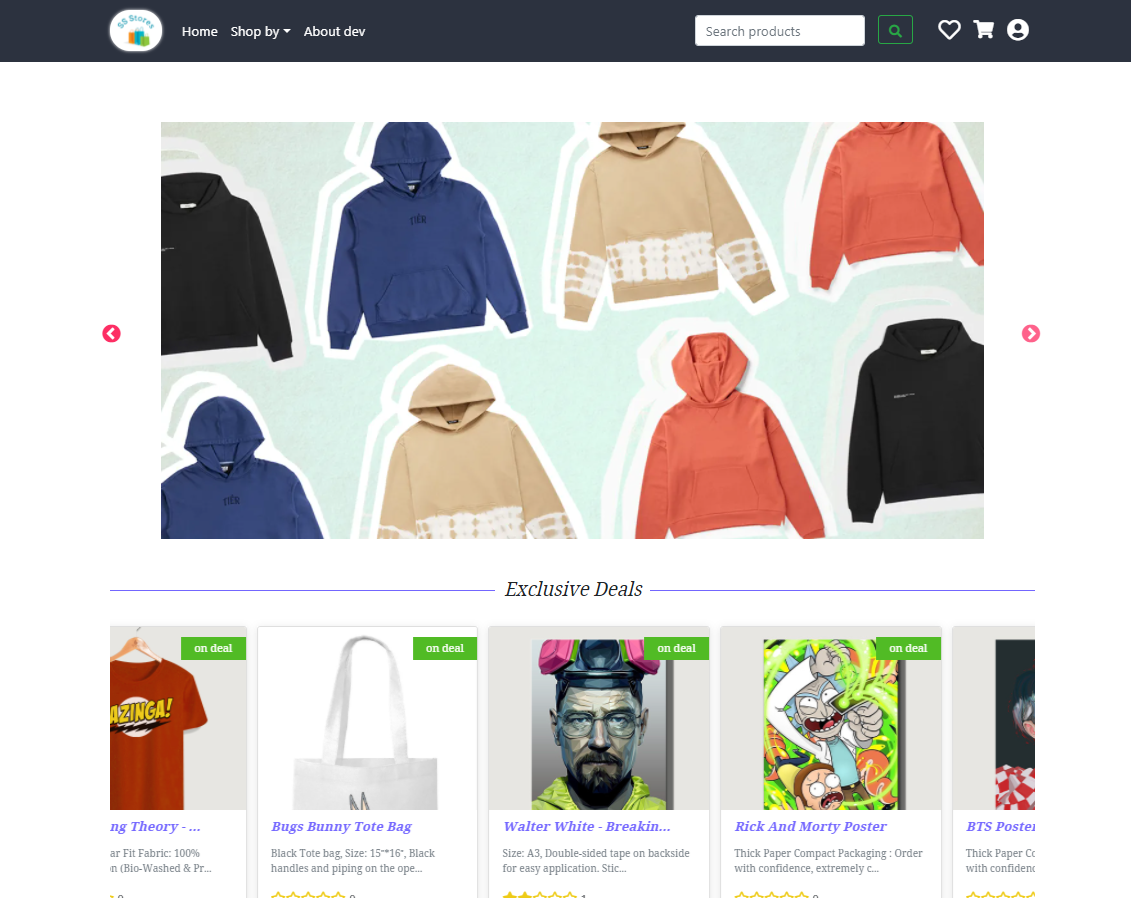 SS Stores
Home Shop by About dev
Search products
TIÉR
TIÉR
Exclusive Deals
on deal
on deal
on deal
on deal
AZINGA!
ng Theory - ...
Bugs Bunny Tote Bag
Walter White - Breakin...
Rick And Morty Poster
BTS Poster
ar Fit Fabric: 100%
n (Bio-Washed & Pr...
Black Tote bag, Size: 15"*16", Black
handles and piping on the ope...
Size: A3, Double-sided tape on backside
for easy application. Stic...
Thick Paper Compact Packaging : Order
with confidence, extremely c...
Thick Paper Co
with confidenc